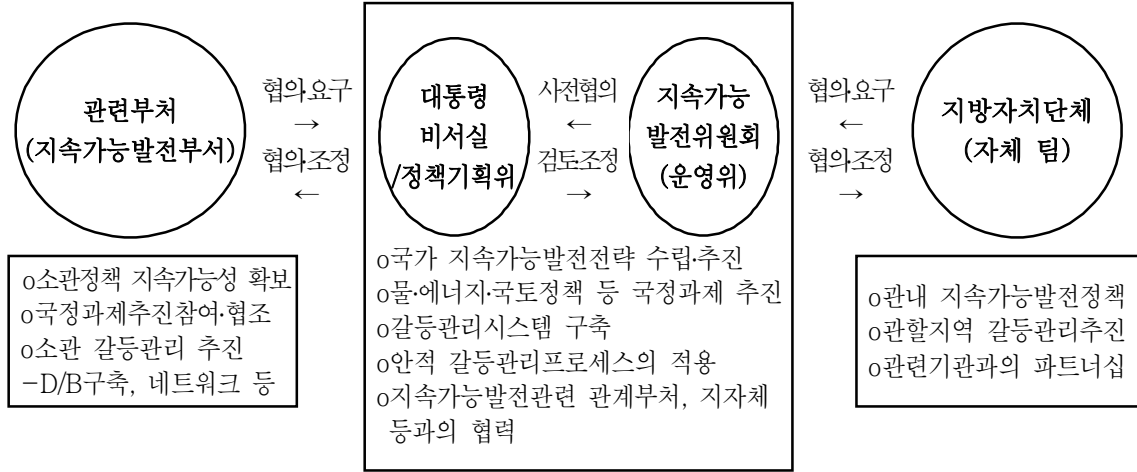 관련부처
(지속가능발전부서)
협의·요구
→
협의·조정
←
대통령
비서실
/정책기획위
사전협의
←
검토조정
→
지속가능
발전위원회
(운영위)
협의·요구
←
협의·조정
→
지방자치단체
(자체 팀)
o소관정책 지속가능성 확보
o국정과제추진참여·협조
o소관 갈등관리 추진
-D/B구축, 네트워크 등
o국가 지속가능발전전략 수립·추진
o물·에너지·국토정책 등 국정과제 추진
o갈등관리시스템 구축
o안적 갈등관리프로세스의 적용
o지속가능발전관련 관계부처, 지자체
등과의 협력
o관내 지속가능발전정책
o관할지역 갈등관리추진
o관련기관과의 파트너십